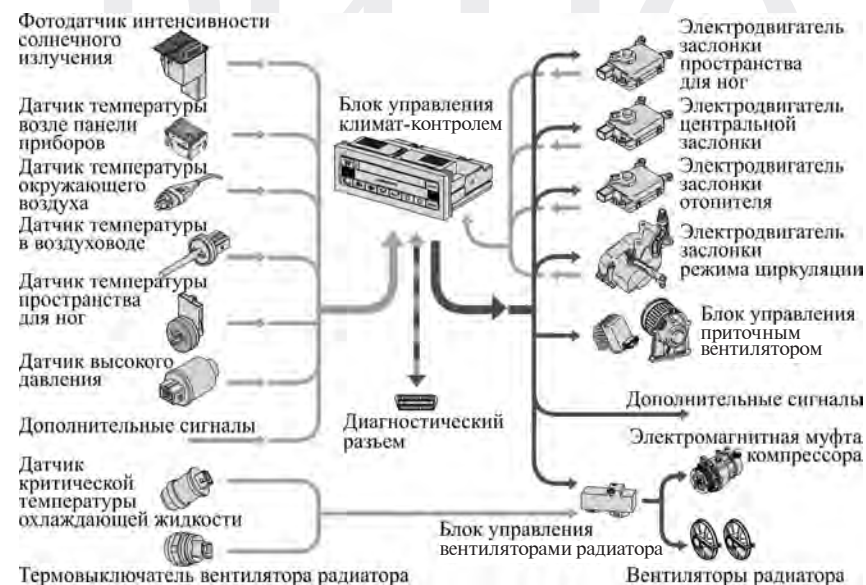 Фотодатчик интенсивности
солнечного
излучения
Датчик температуры
возле панели
приборов
Датчик температуры
окружающего
воздуха
Датчик температуры
в воздуховоде
Датчик температуры
пространства
для ног
Датчик высокого
давления
Дополнительные сигналы
Датчик
критической
температуры
охлаждающей жидкости
Термовыключатель вентилятора радиатора
Блок управления
климат-контролем
Диагностический
разъем
Блок управления
вентиляторами радиатора
Электродвигатель
заслонки
пространства
для ног
Электродвигатель
центральной
заслонки
Электродвигатель
заслонки
отопителя
Электродвигатель
заслонки
режима циркуляции
Блок управления
приточным
вентилятором
Дополнительные сигналы
Электромагнитная муфта
компрессора
Вентиляторы радиатора